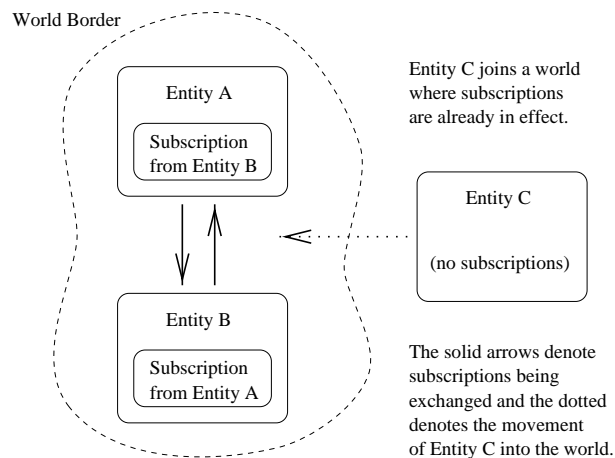 World Border
Entity A
Subscription
from Entity B
Entity B
Subscription
from Entity A
Entity C joins a world
where subscriptions
are already in effect.
Entity C
(no subscriptions)
The solid arrows denote
subscriptions being
exchanged and the dotted
denotes the movement
of Entity C into the world.